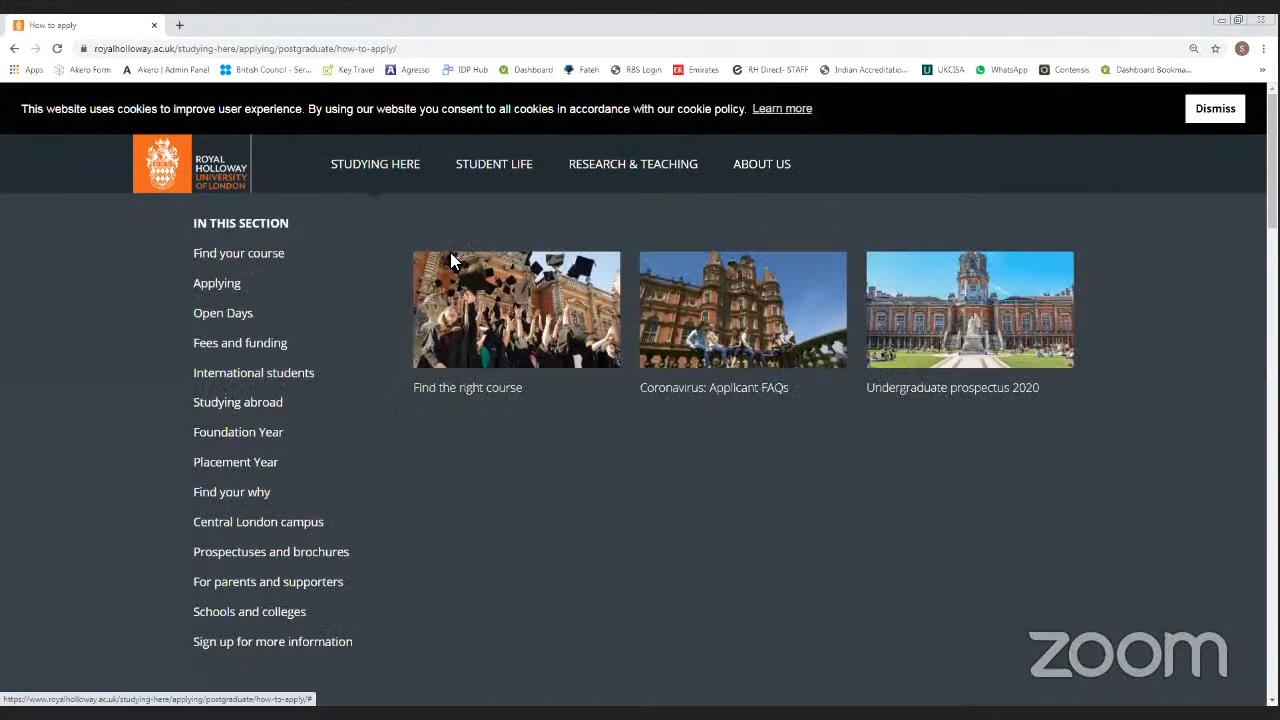 How to apply
royalholloway.ac.uk/studying-here/applying/postgraduate/how-to-apply/
S
Apps Akero Form Akero | Admin Panel British Council - Ser... Key Travel Agresso IDP Hub Dashboard Fateh RBS Login EK Emirates RH Direct- STAFF Indian Accreditatio... U UKCISA WhatsApp Contensis Dashboard Bookma... »
This website uses cookies to improve user experience. By using our website you consent to all cookies in accordance with our cookie policy. Learn more
Dismiss
ROYAL
HOLLOWAY
UNIVERSITY
OF LONDON
STUDYING HERE STUDENT LIFE RESEARCH & TEACHING ABOUT US
IN THIS SECTION
Find your course
Applying
Open Days
Fees and funding
International students
Studying abroad
Foundation Year
Placement Year
Find your why
Central London campus
Prospectuses and brochures
For parents and supporters
Schools and colleges
Sign up for more information
Find the right course
Coronavirus: Applicant FAQs
Undergraduate prospectus 2020
zoom
https://www.royalholloway.ac.uk/studying-here/applying/postgraduate/how-to-apply/#